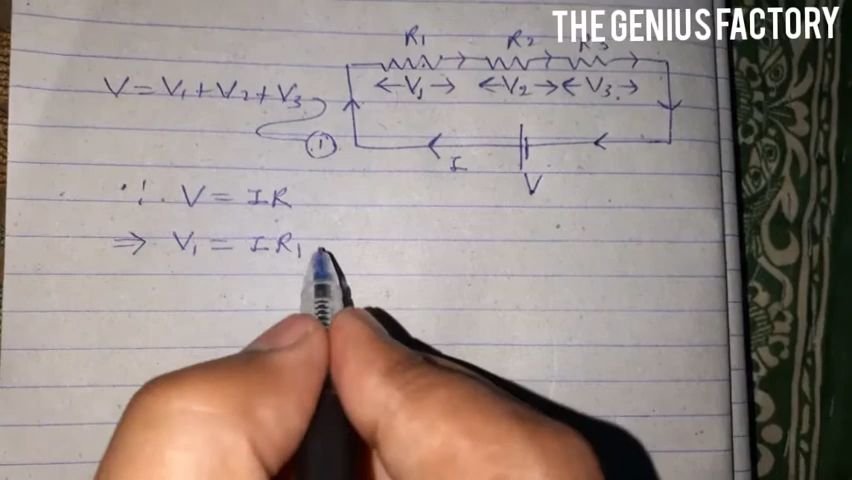 THE GENIUS FACTORY
R1 R2 R3
V = V1 + V2 + V3
V1 V2 V3
1
I
V
∵ V = IR
⇒ V1 = IR1